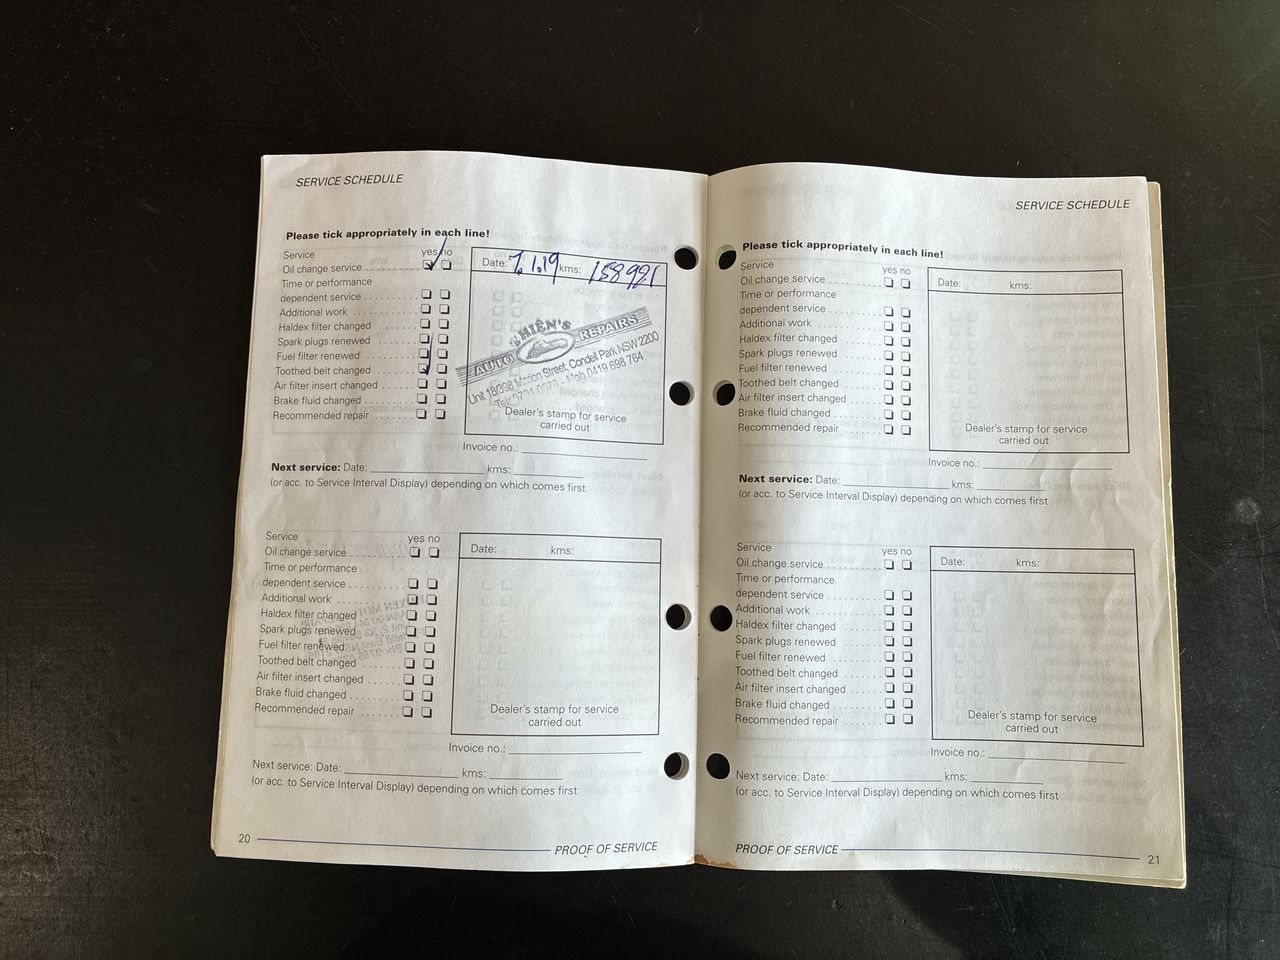 SERVICE SCHEDULE
Please tick appropriately in each line!
Service yes no
Oil change service
Time or performance
dependent service
Additional work
Haldex filter changed
Spark plugs renewed
Fuel filter renewed
Toothed belt changed
Air filter insert changed
Brake fluid changed
Recommended repair
Date: 7.1.19 kms: 158921
AUTO REPAIRS
Street, Condell Park NSW 2200
Mob 0419 698 764
Dealer's stamp for service
carried out
Invoice no.:
Next service: Date: kms:
(or acc. to Service Interval Display) depending on which comes first
Service yes no
Oil change service
Time or performance
dependent service
Additional work
Haldex filter changed
Spark plugs renewed
Fuel filter renewed
Toothed belt changed
Air filter insert changed
Brake fluid changed
Recommended repair
Date: kms:
Dealer's stamp for service
carried out
Invoice no.:
Next service: Date: kms:
(or acc. to Service Interval Display) depending on which comes first
20 PROOF OF SERVICE
SERVICE SCHEDULE
Please tick appropriately in each line!
Service yes no
Oil change service
Time or performance
dependent service
Additional work
Haldex filter changed
Spark plugs renewed
Fuel filter renewed
Toothed belt changed
Air filter insert changed
Brake fluid changed
Recommended repair
Date: kms:
Dealer's stamp for service
carried out
Invoice no.:
Next service: Date: kms:
(or acc. to Service Interval Display) depending on which comes first
Service yes no
Oil change service
Time or performance
dependent service
Additional work
Haldex filter changed
Spark plugs renewed
Fuel filter renewed
Toothed belt changed
Air filter insert changed
Brake fluid changed
Recommended repair
Date: kms:
Dealer's stamp for service
carried out
Invoice no.:
Next service: Date: kms:
(or acc. to Service Interval Display) depending on which comes first
PROOF OF SERVICE 21